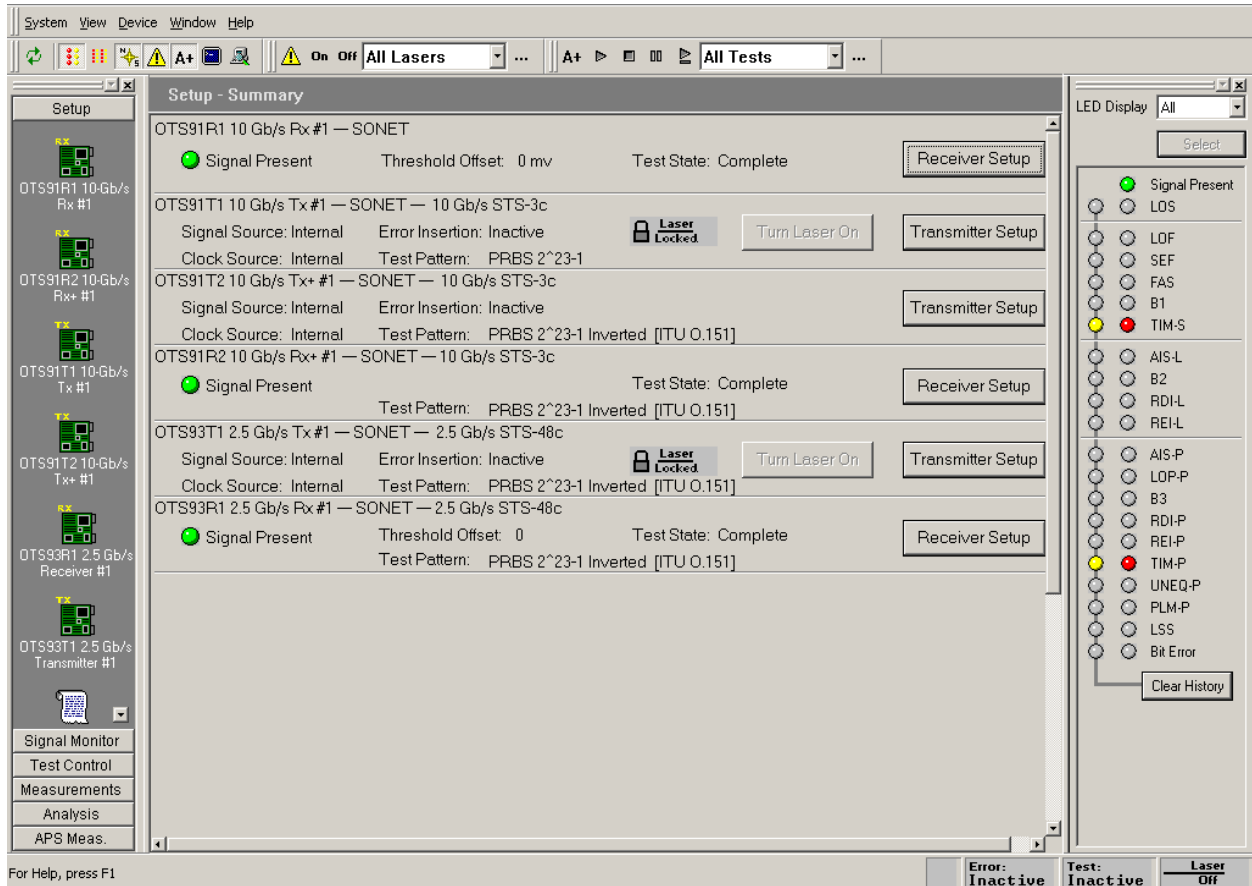 System View Device Window Help
A+ On Off All Lasers ... A+ All Tests ...
Setup
RX
OTS91R1 10-Gb/s
Rx #1
RX
OTS91R2 10-Gb/s
Rx+ #1
TX
OTS91T1 10-Gb/s
Tx #1
TX
OTS91T2 10-Gb/s
Tx+ #1
RX
OTS93R1 2.5 Gb/s
Receiver #1
TX
OTS93T1 2.5 Gb/s
Transmitter #1
Signal Monitor
Test Control
Measurements
Analysis
APS Meas.
Setup - Summary
OTS91R1 10 Gb/s Rx #1 — SONET
Signal Present Threshold Offset: 0 mv Test State: Complete Receiver Setup
OTS91T1 10 Gb/s Tx #1 — SONET — 10 Gb/s STS-3c
Signal Source: Internal Error Insertion: Inactive Laser Locked Turn Laser On Transmitter Setup
Clock Source: Internal Test Pattern: PRBS 2^23-1
OTS91T2 10 Gb/s Tx+ #1 — SONET — 10 Gb/s STS-3c
Signal Source: Internal Error Insertion: Inactive Transmitter Setup
Clock Source: Internal Test Pattern: PRBS 2^23-1 Inverted [ITU O.151]
OTS91R2 10 Gb/s Rx+ #1 — SONET — 10 Gb/s STS-3c
Signal Present Test State: Complete Receiver Setup
Test Pattern: PRBS 2^23-1 Inverted [ITU O.151]
OTS93T1 2.5 Gb/s Tx #1 — SONET — 2.5 Gb/s STS-48c
Signal Source: Internal Error Insertion: Inactive Laser Locked Turn Laser On Transmitter Setup
Clock Source: Internal Test Pattern: PRBS 2^23-1 Inverted [ITU O.151]
OTS93R1 2.5 Gb/s Rx #1 — SONET — 2.5 Gb/s STS-48c
Signal Present Threshold Offset: 0 Test State: Complete Receiver Setup
Test Pattern: PRBS 2^23-1 Inverted [ITU O.151]
LED Display All
Select
Signal Present
LOS
LOF
SEF
FAS
B1
TIM-S
AIS-L
B2
RDI-L
REI-L
AIS-P
LOP-P
B3
RDI-P
REI-P
TIM-P
UNEQ-P
PLM-P
LSS
Bit Error
Clear History
For Help, press F1
Error: Inactive
Test: Inactive
Laser Off